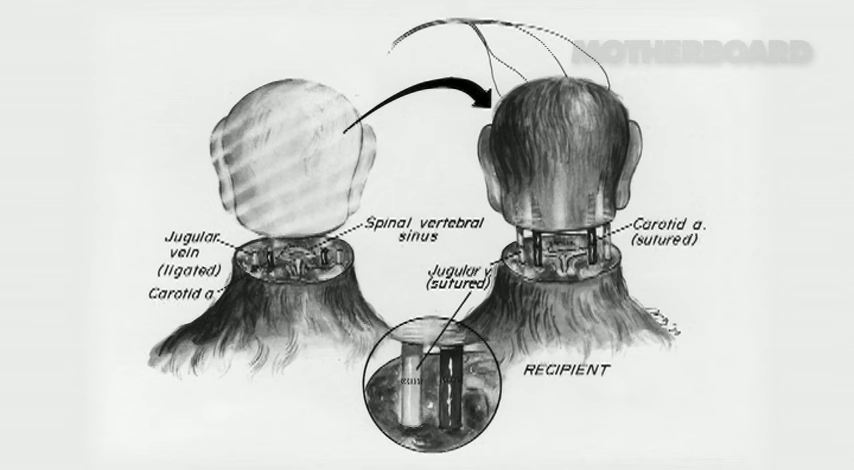 MOTHERBOARD
Spinal vertebral
sinus
Jugular
vein
(ligated)
Carotid a.
Carotid a.
(sutured)
Jugular v.
(sutured)
RECIPIENT